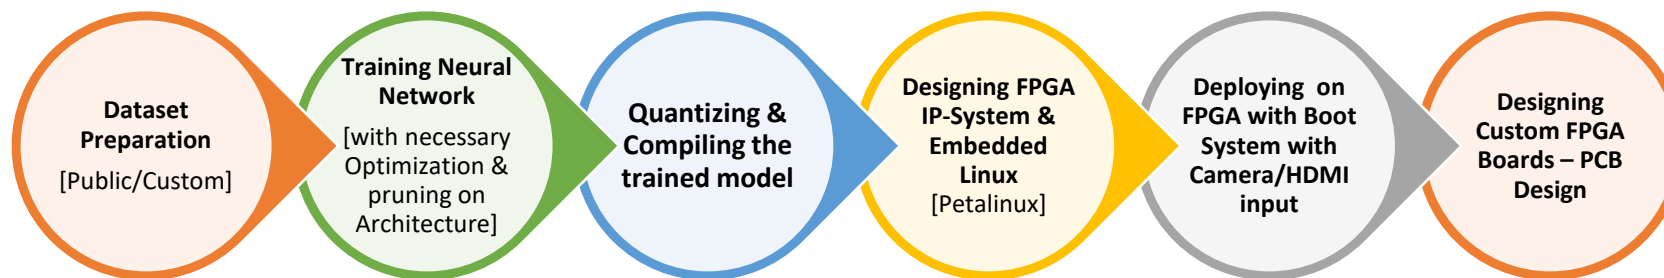 Dataset
Preparation
[Public/Custom]
Training Neural
Network
[with necessary
Optimization &
pruning on
Architecture]
Quantizing &
Compiling the
trained model
Designing FPGA
IP-System &
Embedded
Linux
[Petalinux]
Deploying on
FPGA with Boot
System with
Camera/HDMI
input
Designing
Custom FPGA
Boards – PCB
Design